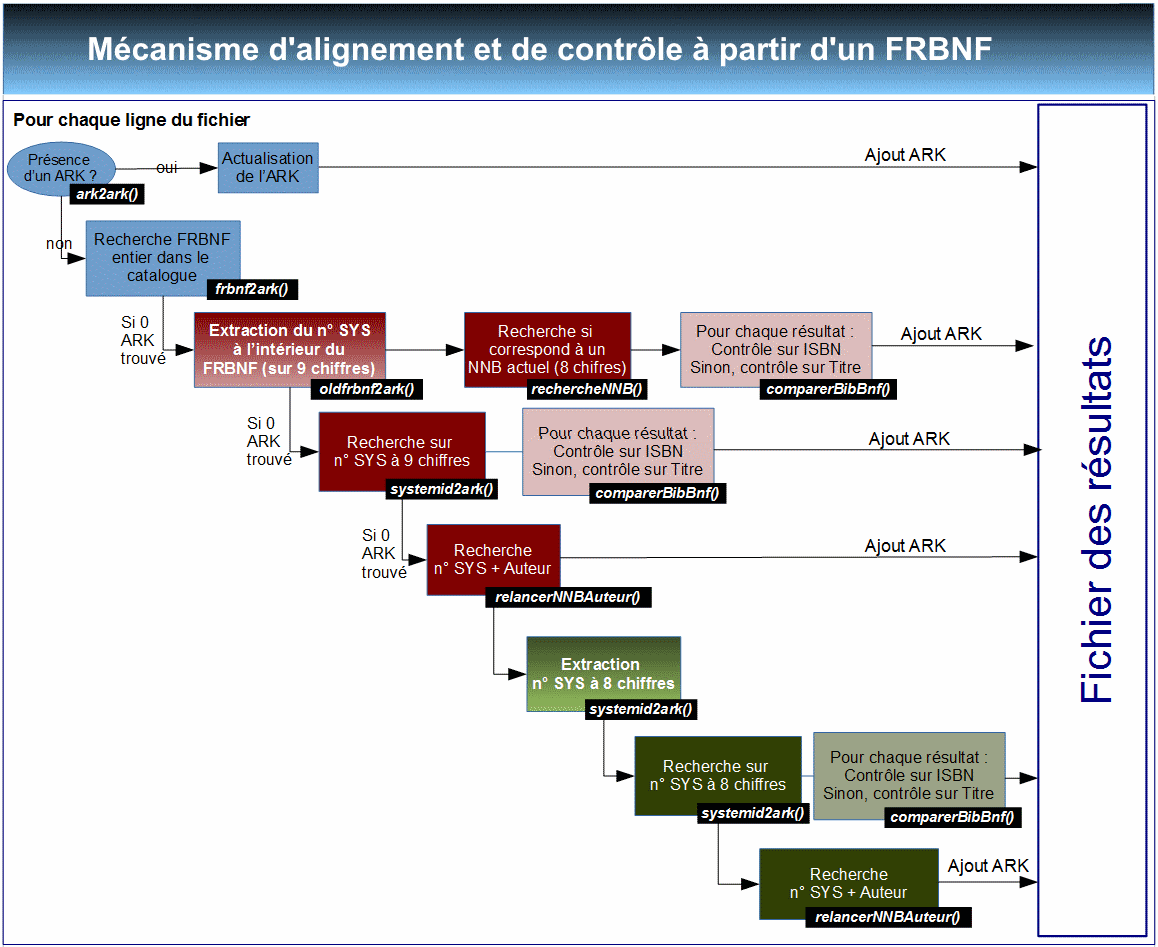 Mécanisme d'alignement et de contrôle à partir d'un FRBNF
Pour chaque ligne du fichier
Présence
d'un ARK ?
ark2ark()
oui
Actualisation
de l'ARK
Ajout ARK
non
Recherche FRBNF
entier dans le
catalogue
frbnf2ark()
Si 0
ARK
trouvé
Extraction du n° SYS
à l'intérieur du
FRBNF (sur 9 chiffres)
oldfrbnf2ark()
Recherche si
correspond à un
NNB actuel (8 chifres)
rechercheNNB()
Pour chaque résultat :
Contrôle sur ISBN
Sinon, contrôle sur Titre
comparerBibBnf()
Ajout ARK
Si 0
ARK
trouvé
Recherche sur
n° SYS à 9 chiffres
systemid2ark()
Pour chaque résultat :
Contrôle sur ISBN
Sinon, contrôle sur Titre
comparerBibBnf()
Ajout ARK
Si 0
ARK
trouvé
Recherche
n° SYS + Auteur
relancerNNBAuteur()
Ajout ARK
Extraction
n° SYS à 8 chiffres
systemid2ark()
Recherche sur
n° SYS à 8 chiffres
systemid2ark()
Pour chaque résultat :
Contrôle sur ISBN
Sinon, contrôle sur Titre
comparerBibBnf()
Recherche
n° SYS + Auteur
relancerNNBAuteur()
Ajout ARK
Fichier des résultats